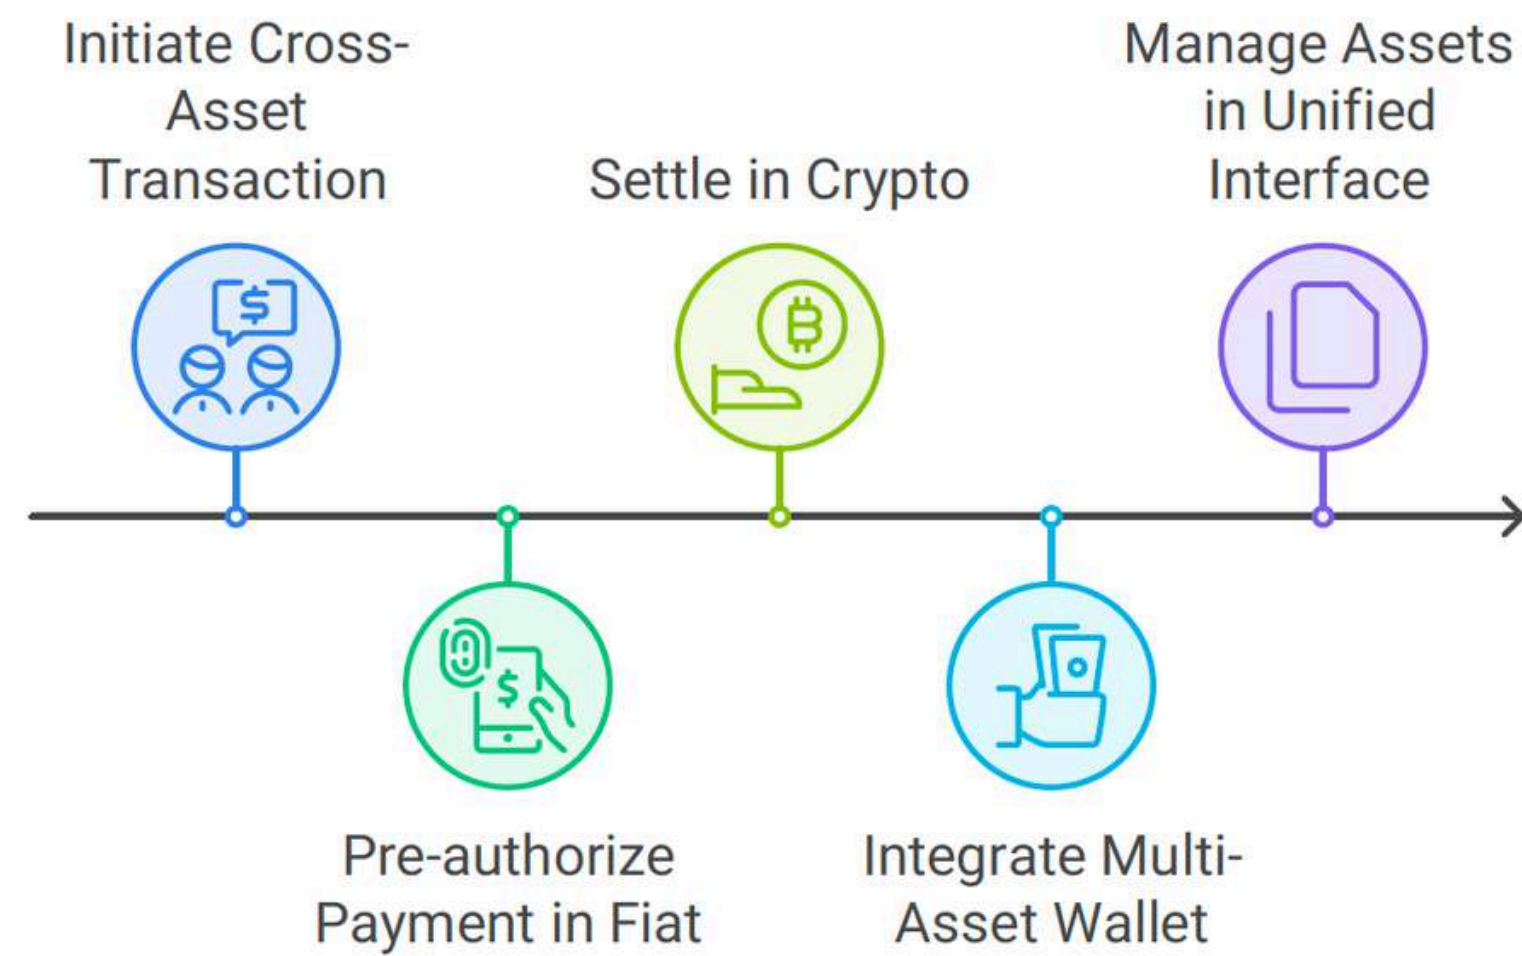 Initiate Cross-
Asset
Transaction
Pre-authorize
Payment in Fiat
Settle in Crypto
Integrate Multi-
Asset Wallet
Manage Assets
in Unified
Interface